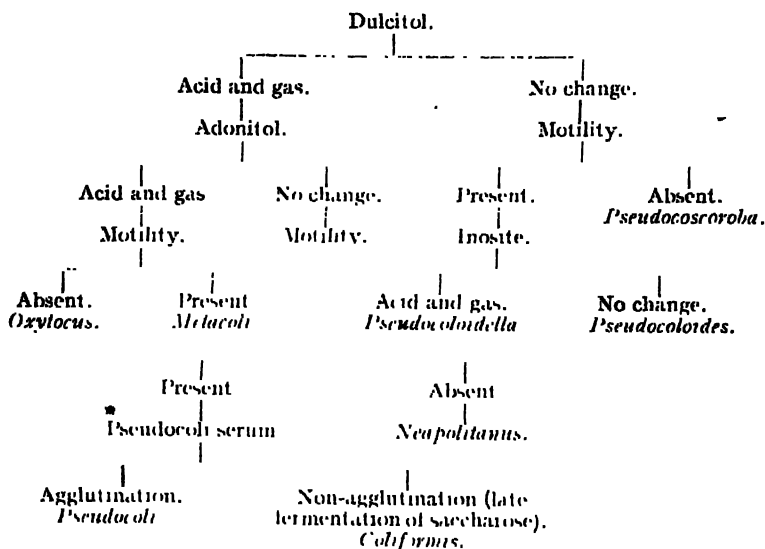 Dulcitol.
Acid and gas. No change.
Adonitol. Motility.
Acid and gas No change. Present. Absent.
Pseudocoscoroba.
Motility. Motility. Inosite.
Absent. Present Acid and gas. No change.
Oxytocus. Metacoli Pseudocoloidella Pseudocoloides.
Present Absent
Pseudocoli serum Neapolitanus.
Agglutination. Non-agglutination (late
Pseudocoli fermentation of saccharose).
Coliformis.